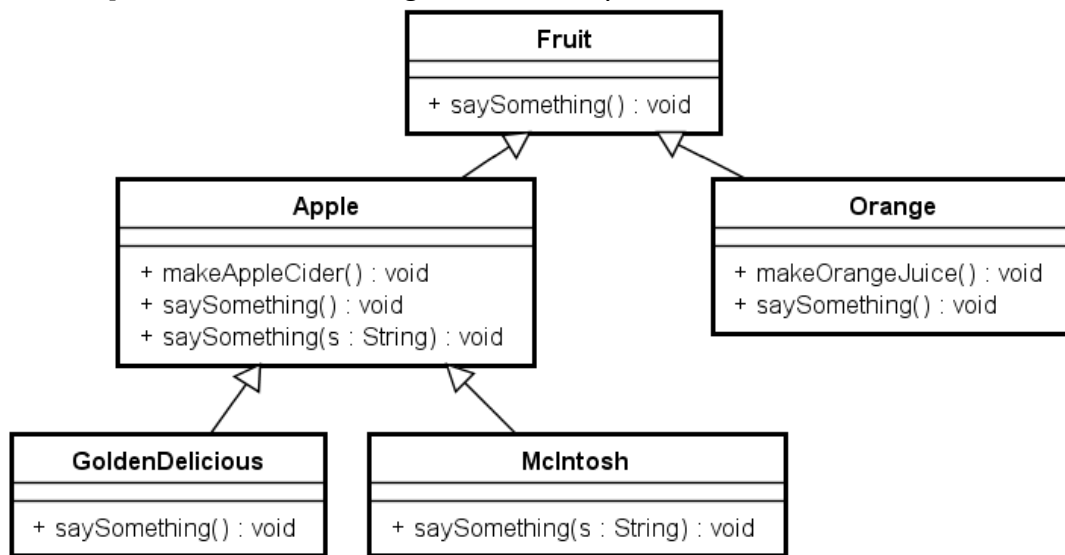 Fruit
+ saySomething() : void
Apple
+ makeAppleCider() : void
+ saySomething() : void
+ saySomething(s : String) : void
Orange
+ makeOrangeJuice() : void
+ saySomething() : void
GoldenDelicious
+ saySomething() : void
McIntosh
+ saySomething(s : String) : void